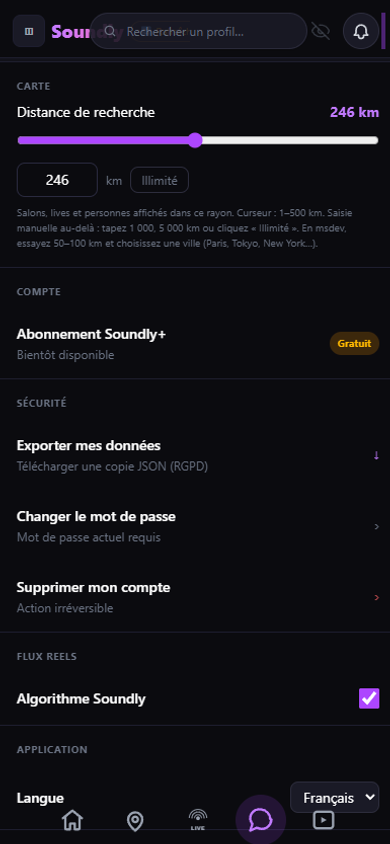 Soundly
Rechercher un profil...
CARTE
Distance de recherche
246 km
246
km
Illimité
Salons, lives et personnes affichés dans ce rayon. Curseur : 1–500 km. Saisie
manuelle au-delà : tapez 1 000, 5 000 km ou cliquez « Illimité ». En msdev,
essayez 50–100 km et choisissez une ville (Paris, Tokyo, New York…).
COMPTE
Abonnement Soundly+
Gratuit
Bientôt disponible
SÉCURITÉ
Exporter mes données
Télécharger une copie JSON (RGPD)
Changer le mot de passe
Mot de passe actuel requis
Supprimer mon compte
Action irréversible
FLUX REELS
Algorithme Soundly
APPLICATION
Langue
Français
LIVE